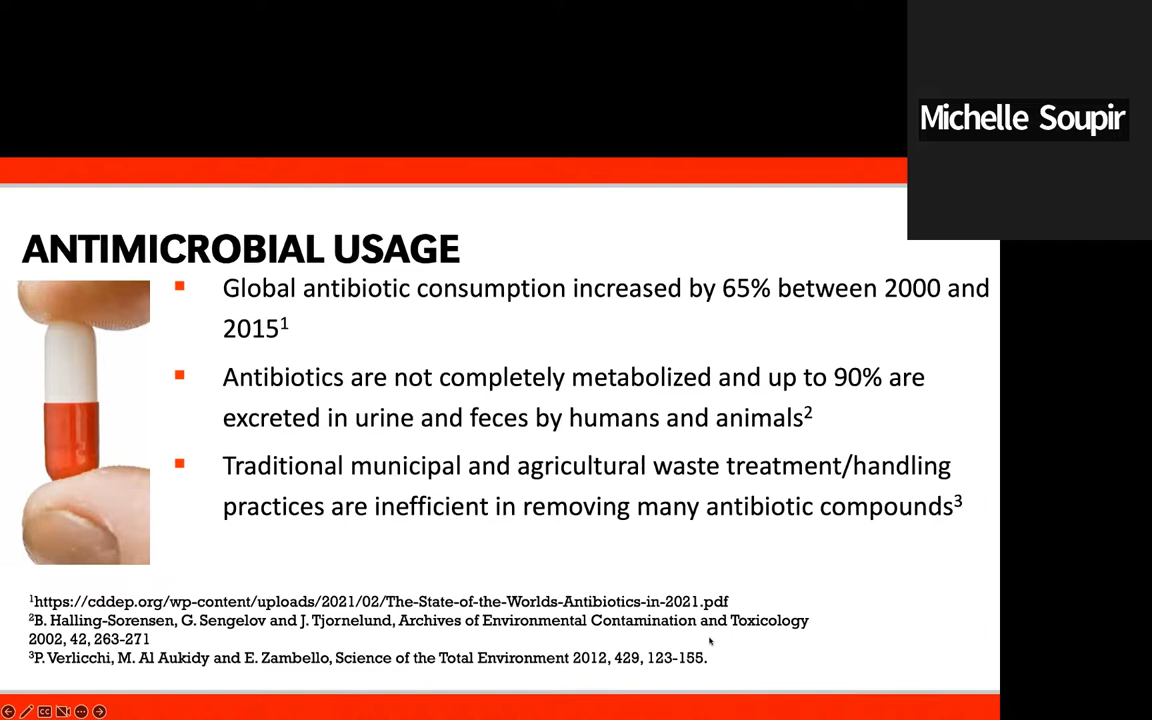 Michelle Soupir
ANTIMICROBIAL USAGE
▪ Global antibiotic consumption increased by 65% between 2000 and
2015¹
▪ Antibiotics are not completely metabolized and up to 90% are
excreted in urine and feces by humans and animals²
▪ Traditional municipal and agricultural waste treatment/handling
practices are inefficient in removing many antibiotic compounds³
¹https://cddep.org/wp-content/uploads/2021/02/The-State-of-the-Worlds-Antibiotics-in-2021.pdf
²B. Halling-Sorensen, G. Sengelov and J. Tjornelund, Archives of Environmental Contamination and Toxicology
2002, 42, 263-271
³P. Verlicchi, M. Al Aukidy and E. Zambello, Science of the Total Environment 2012, 429, 123-155.
CC